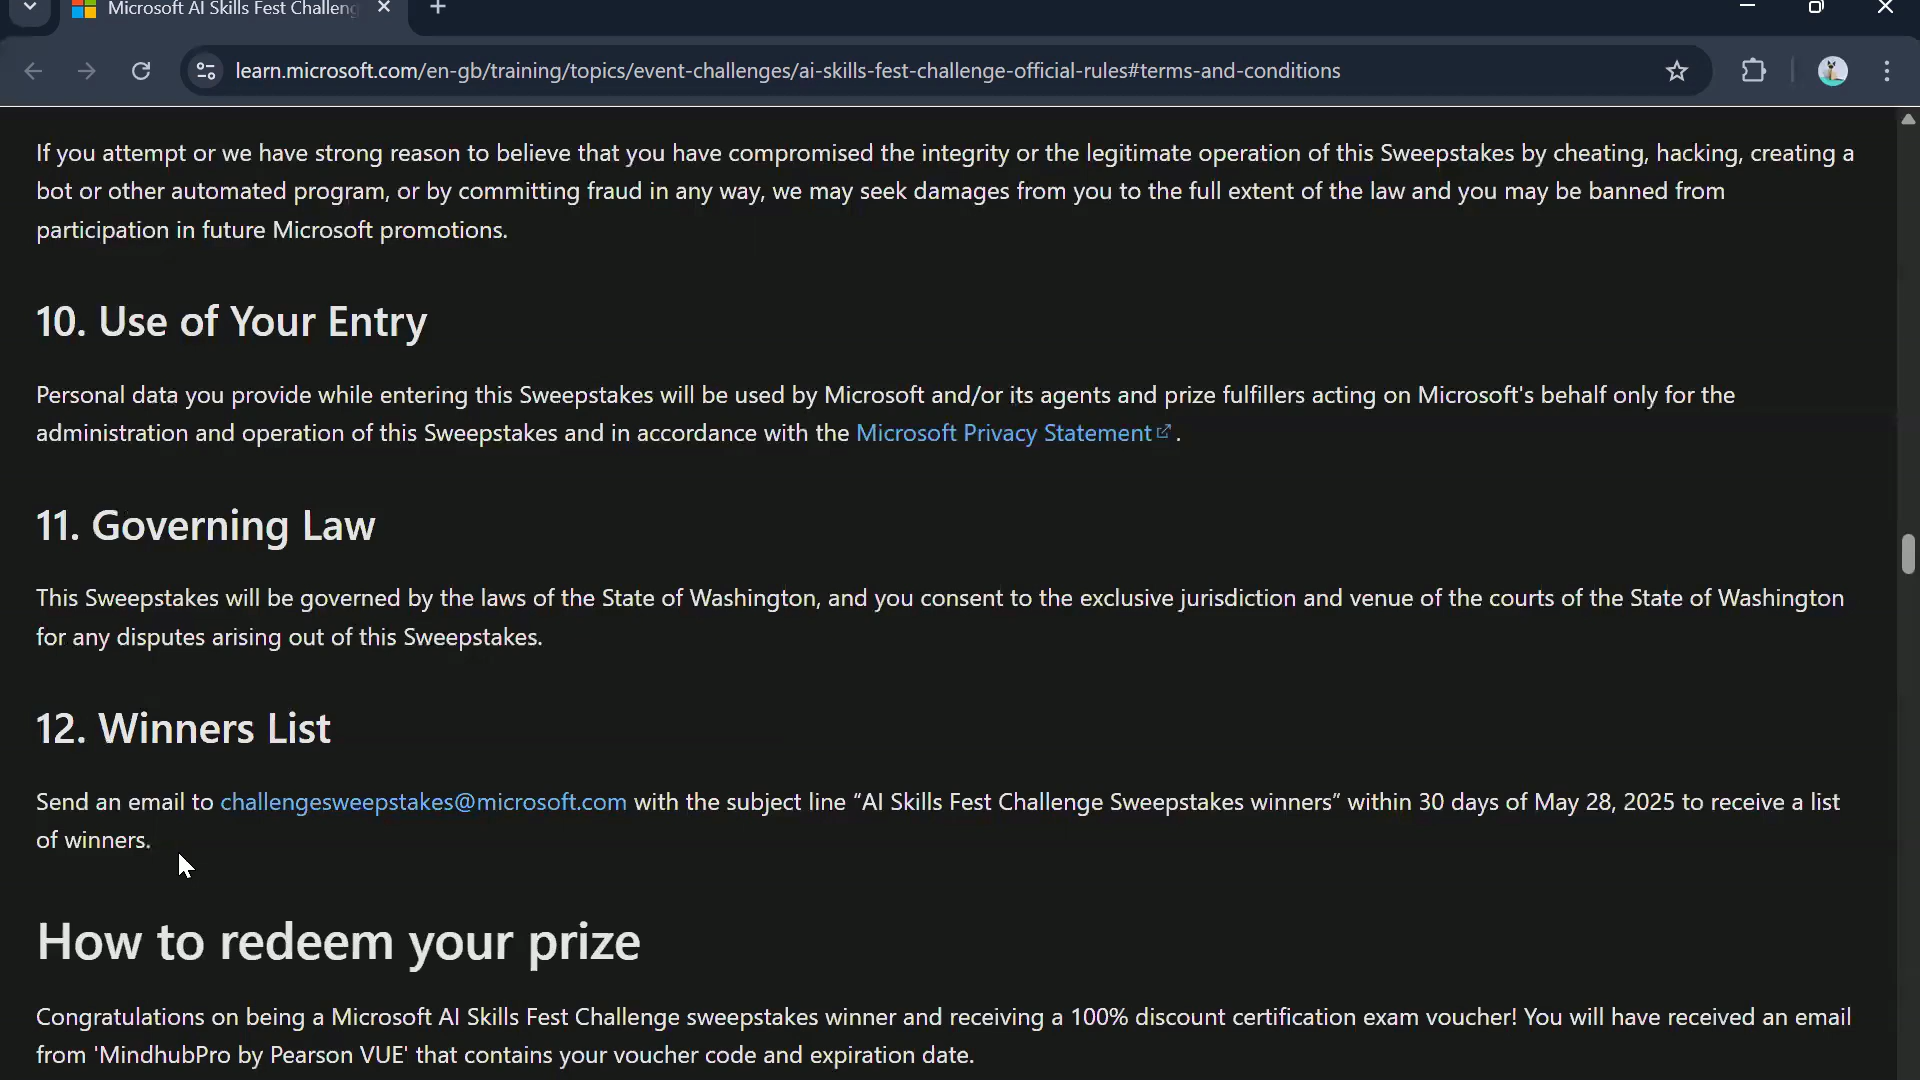 Microsoft AI Skills Fest Challeng
learn.microsoft.com/en-gb/training/topics/event-challenges/ai-skills-fest-challenge-official-rules#terms-and-conditions
If you attempt or we have strong reason to believe that you have compromised the integrity or the legitimate operation of this Sweepstakes by cheating, hacking, creating a
bot or other automated program, or by committing fraud in any way, we may seek damages from you to the full extent of the law and you may be banned from
participation in future Microsoft promotions.
10. Use of Your Entry
Personal data you provide while entering this Sweepstakes will be used by Microsoft and/or its agents and prize fulfillers acting on Microsoft's behalf only for the
administration and operation of this Sweepstakes and in accordance with the Microsoft Privacy Statement.
11. Governing Law
This Sweepstakes will be governed by the laws of the State of Washington, and you consent to the exclusive jurisdiction and venue of the courts of the State of Washington
for any disputes arising out of this Sweepstakes.
12. Winners List
Send an email to challengesweepstakes@microsoft.com with the subject line “AI Skills Fest Challenge Sweepstakes winners” within 30 days of May 28, 2025 to receive a list
of winners.
How to redeem your prize
Congratulations on being a Microsoft AI Skills Fest Challenge sweepstakes winner and receiving a 100% discount certification exam voucher! You will have received an email
from 'MindhubPro by Pearson VUE' that contains your voucher code and expiration date.